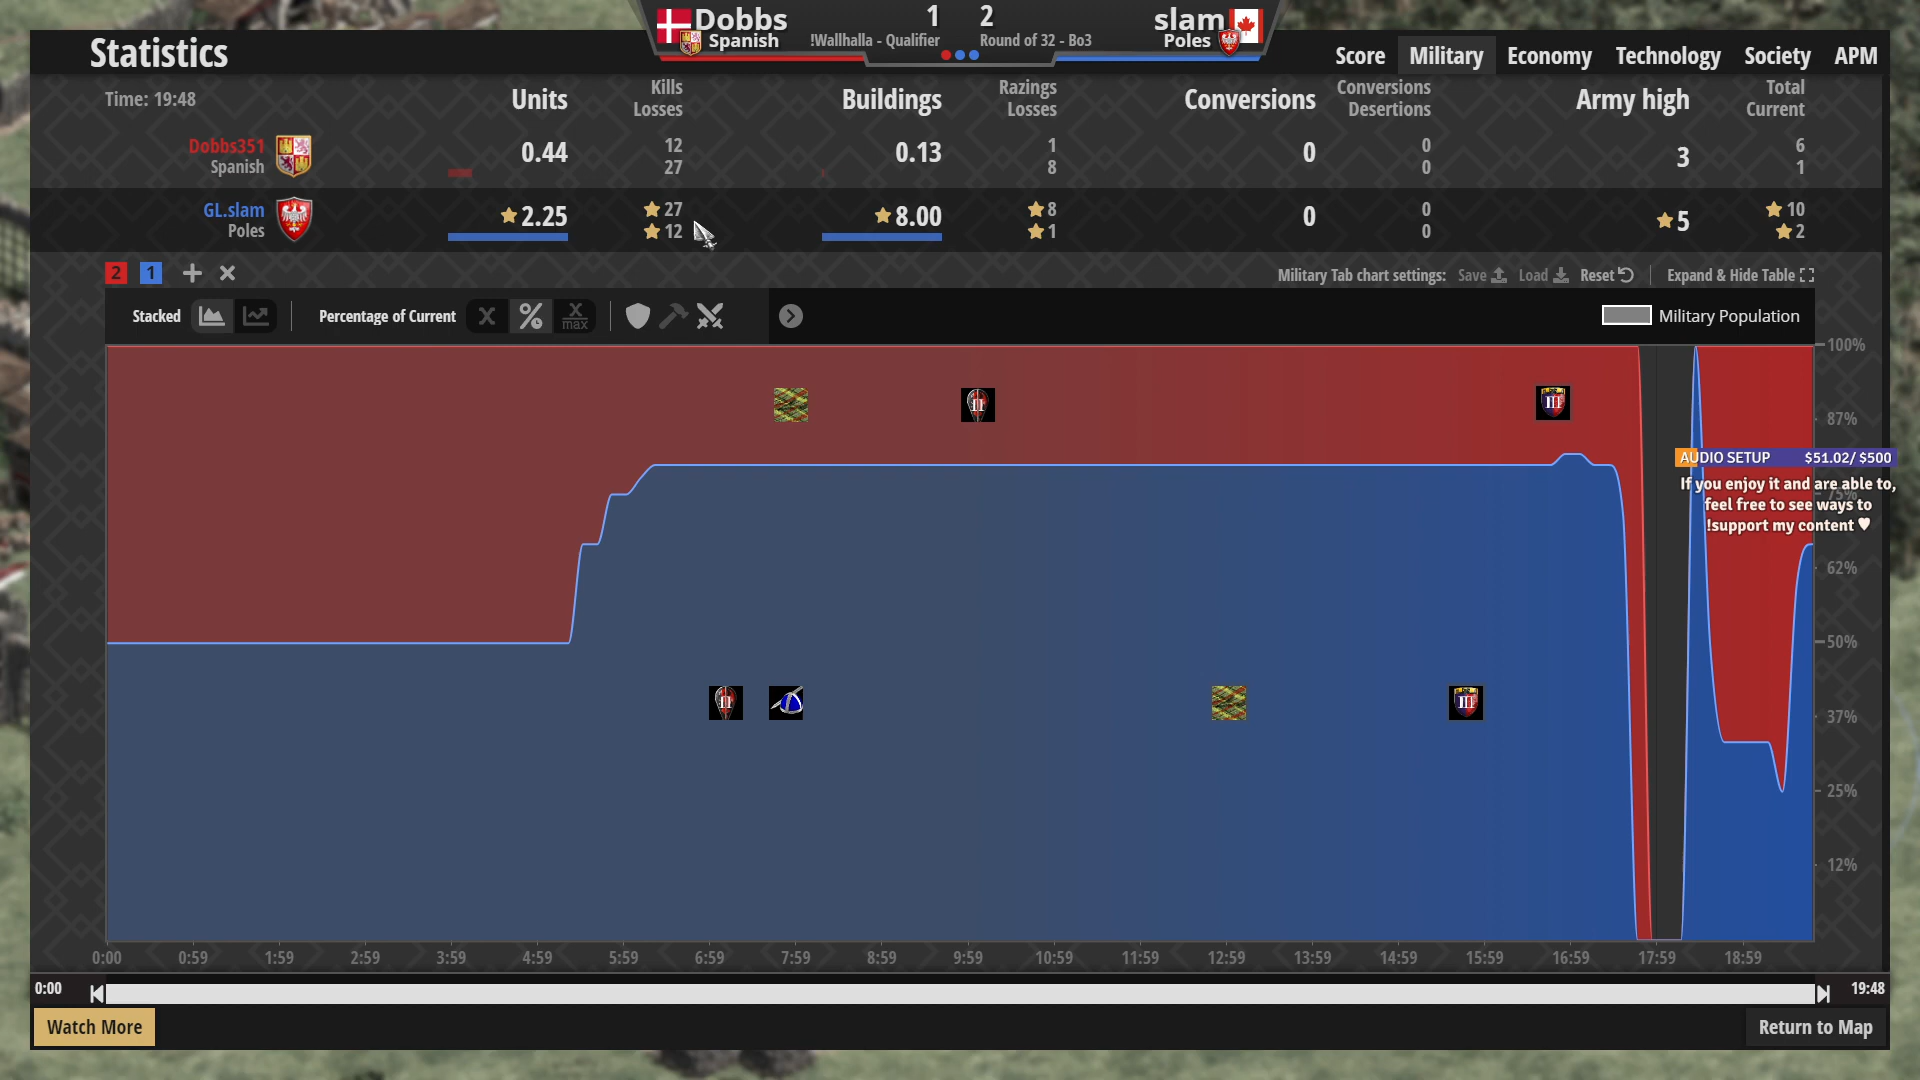 Dobbs
Spanish
1
2
!Wallhalla - Qualifier
Round of 32 - Bo3
slam
Poles
Statistics
Score Military Economy Technology Society APM
Time: 19:48
Units
Kills
Losses
Buildings
Razings
Losses
Conversions
Conversions
Desertions
Army high
Total
Current
Dobbs351
Spanish
0.44
12
27
0.13
1
8
0
0
0
3
6
1
GL.slam
Poles
2.25
27
12
8.00
8
1
0
0
0
5
10
2
2 1
Military Tab chart settings: Save Load Reset Expand & Hide Table
Stacked
Percentage of Current
X
%
X
max
Military Population
II
III
II
III
100%
87%
75%
62%
50%
37%
25%
12%
AUDIO SETUP $51.02/ $500
If you enjoy it and are able to,
feel free to see ways to
!support my content ♥
0:00 0:59 1:59 2:59 3:59 4:59 5:59 6:59 7:59 8:59 9:59 10:59 11:59 12:59 13:59 14:59 15:59 16:59 17:59 18:59
0:00
19:48
Watch More
Return to Map